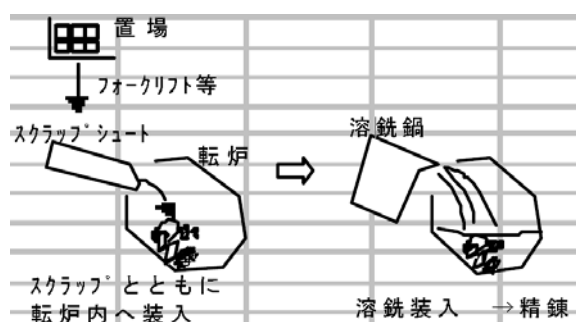 置場
フォークリフト等
スクラップシュート
転炉
溶銑鍋
スクラップとともに
転炉内へ装入
溶銑装入 →精錬